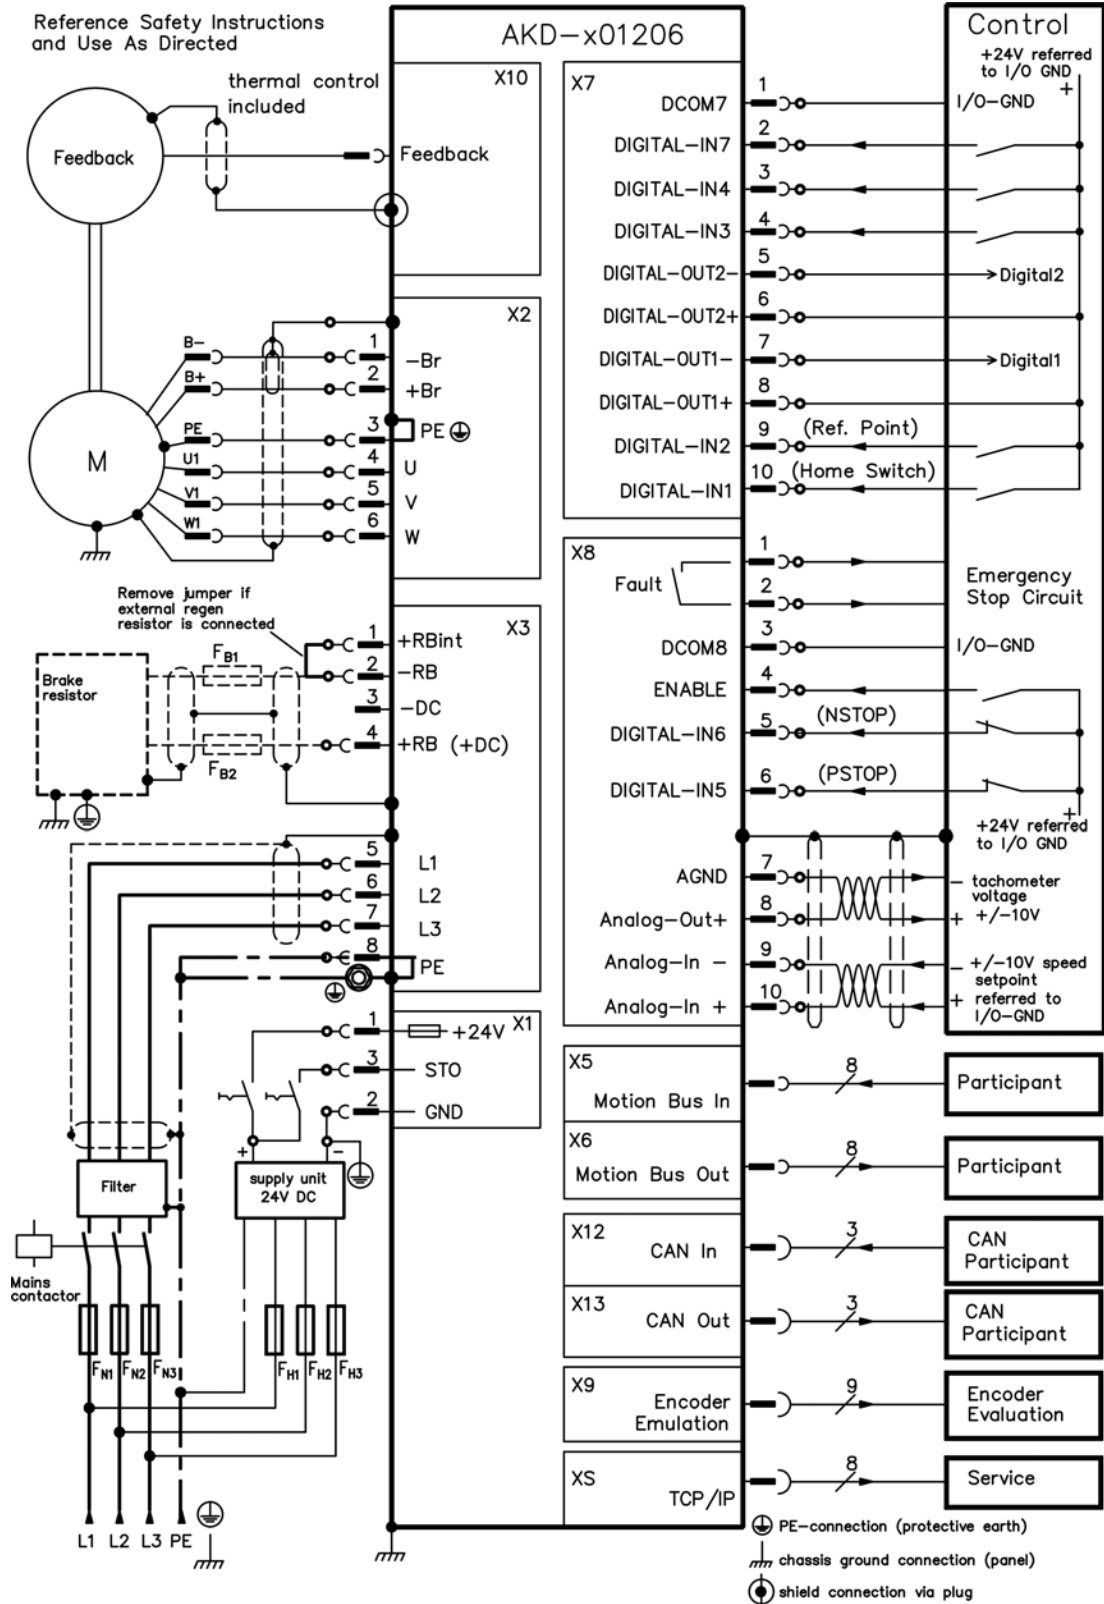 Reference Safety Instructions
and Use As Directed
AKD-x01206
Control
+24V referred
to I/O GND
+
thermal control
included
Feedback
X10
Feedback
X2
B-
1
-Br
B+
2
+Br
PE
3
PE
M
U1
4
U
V1
5
V
W1
6
W
Remove jumper if
external regen
resistor is connected
X3
1
+RBint
FB1
2
-RB
Brake
resistor
3
-DC
4
+RB (+DC)
FB2
5
L1
6
L2
7
L3
8
PE
X1
1
+24V
3
STO
2
GND
+
-
supply unit
24V DC
Filter
Mains
contactor
FN1
FN2
FN3
FH1
FH2
FH3
L1
L2
L3
PE
X7
1
DCOM7
I/O-GND
2
DIGITAL-IN7
3
DIGITAL-IN4
4
DIGITAL-IN3
5
DIGITAL-OUT2-
Digital2
6
DIGITAL-OUT2+
7
DIGITAL-OUT1-
Digital1
8
DIGITAL-OUT1+
9
(Ref. Point)
DIGITAL-IN2
10
(Home Switch)
DIGITAL-IN1
X8
1
Fault
2
Emergency
Stop Circuit
3
DCOM8
I/O-GND
4
ENABLE
5
(NSTOP)
DIGITAL-IN6
6
(PSTOP)
DIGITAL-IN5
+
+24V referred
to I/O GND
7
AGND
- tachometer
voltage
8
Analog-Out+
+ +/-10V
9
Analog-In -
- +/-10V speed
setpoint
10
Analog-In +
+ referred to
I/O-GND
X5
Motion Bus In
8
Participant
X6
Motion Bus Out
8
Participant
X12
CAN In
3
CAN
Participant
X13
CAN Out
3
CAN
Participant
X9
Encoder
Emulation
9
Encoder
Evaluation
XS
TCP/IP
8
Service
PE-connection (protective earth)
chassis ground connection (panel)
shield connection via plug